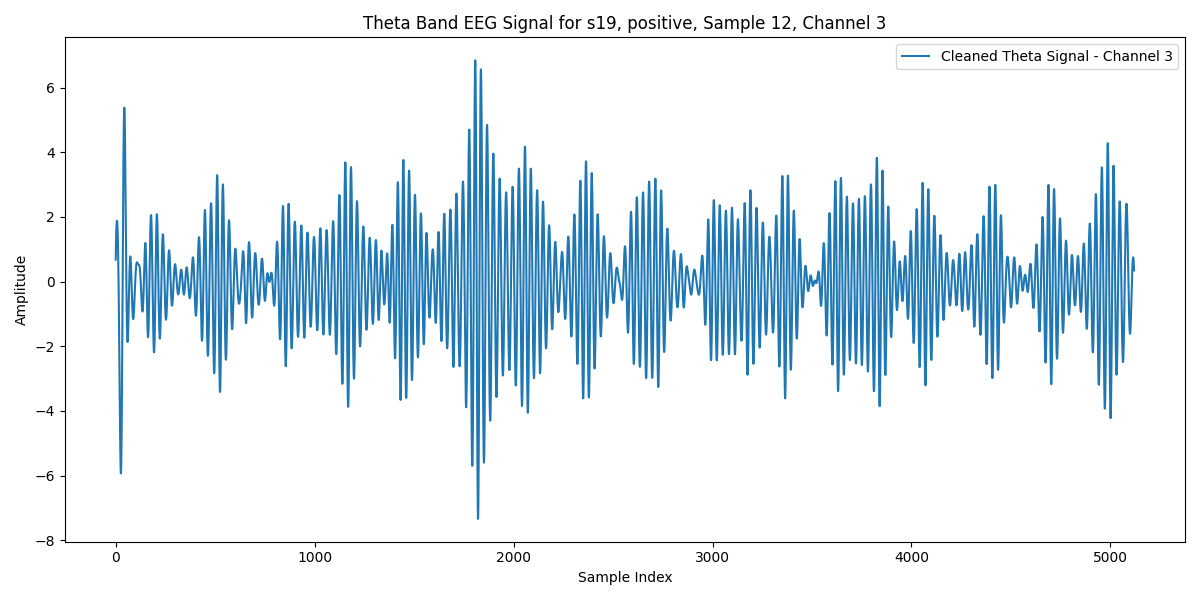 Theta Band EEG Signal for s19, positive, Sample 12, Channel 3
Cleaned Theta Signal - Channel 3
Amplitude
6
4
2
0
−2
−4
−6
−8
0 1000 2000 3000 4000 5000
Sample Index